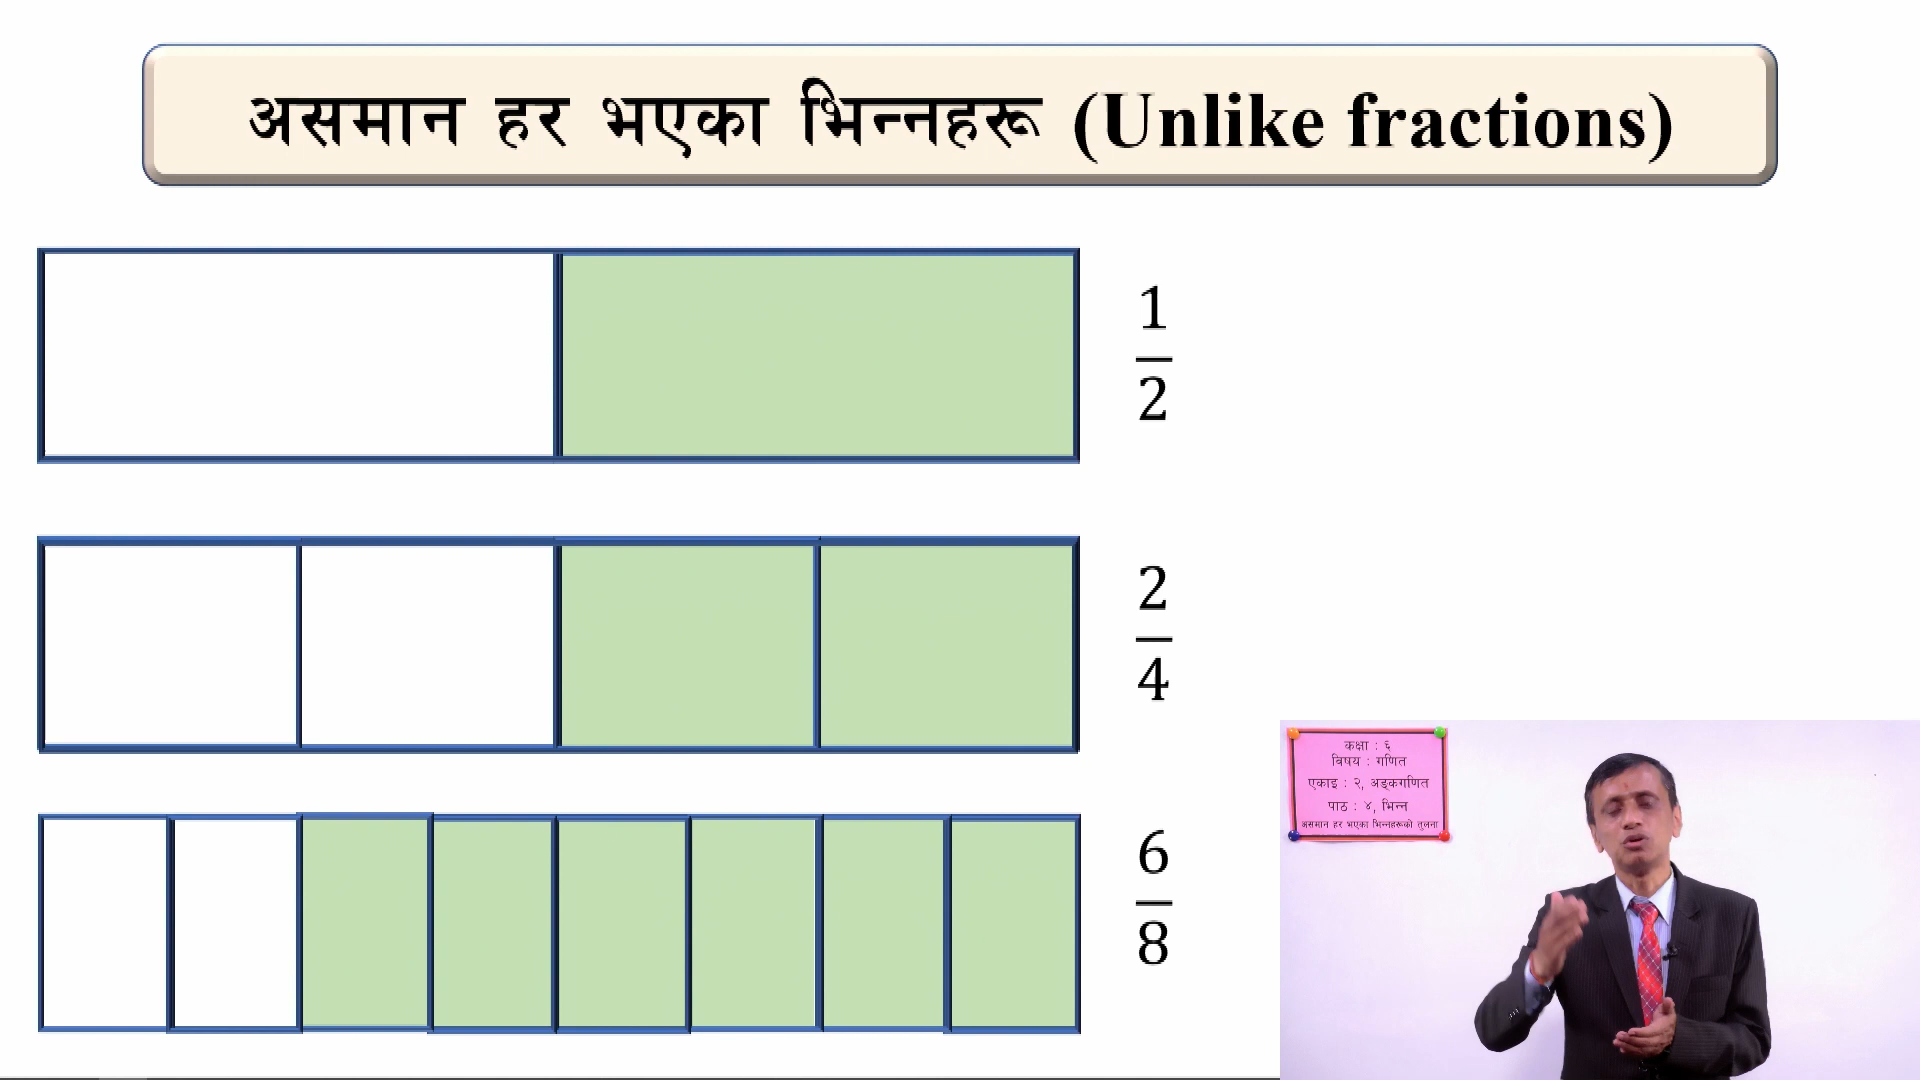 असमान हर भएका भिन्नहरू (Unlike fractions)
1
2
2
4
6
8
कक्षा : ६
विषय : गणित
एकाइ : २, अङ्कगणित
पाठ : ४, भिन्न
असमान हर भएका भिन्नहरूको तुलना